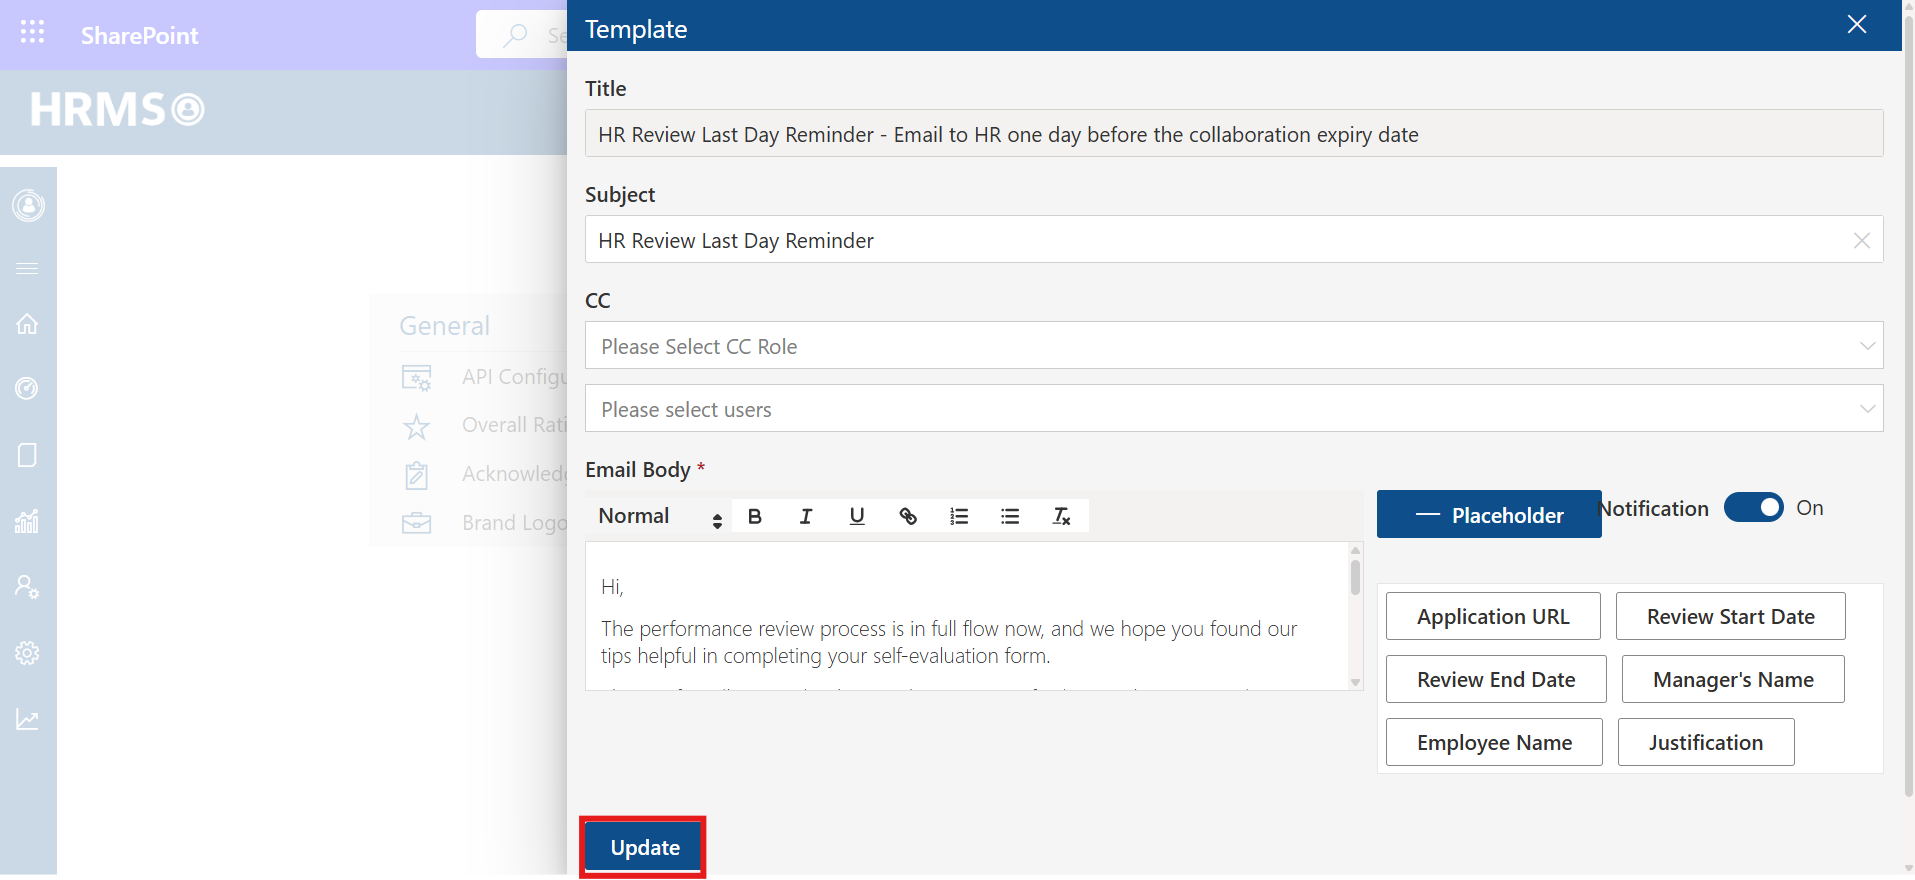 SharePoint
Template
HRMS
Title
HR Review Last Day Reminder - Email to HR one day before the collaboration expiry date
Subject
HR Review Last Day Reminder
CC
Please Select CC Role
Please select users
General
API
Overall
Brand Logo
Email Body *
Normal
Placeholder
Notification
On
Hi,
The performance review process is in full flow now, and we hope you found our
tips helpful in completing your self-evaluation form.
Application URL
Review Start Date
Review End Date
Manager's Name
Employee Name
Justification
Update